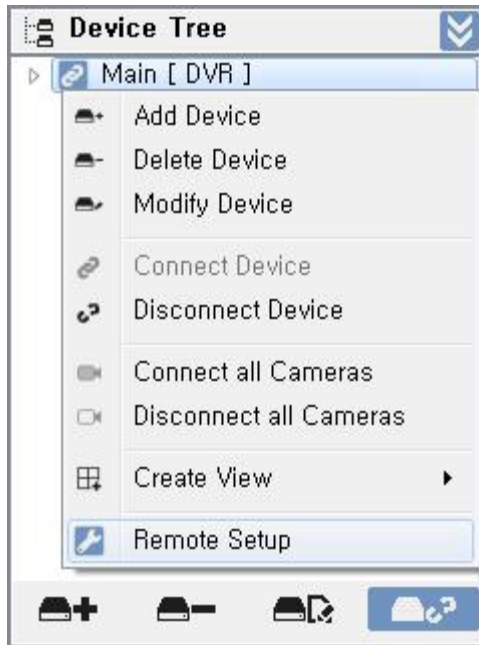 Device Tree
Main [ DVR ]
Add Device
Delete Device
Modify Device
Connect Device
Disconnect Device
Connect all Cameras
Disconnect all Cameras
Create View
Remote Setup